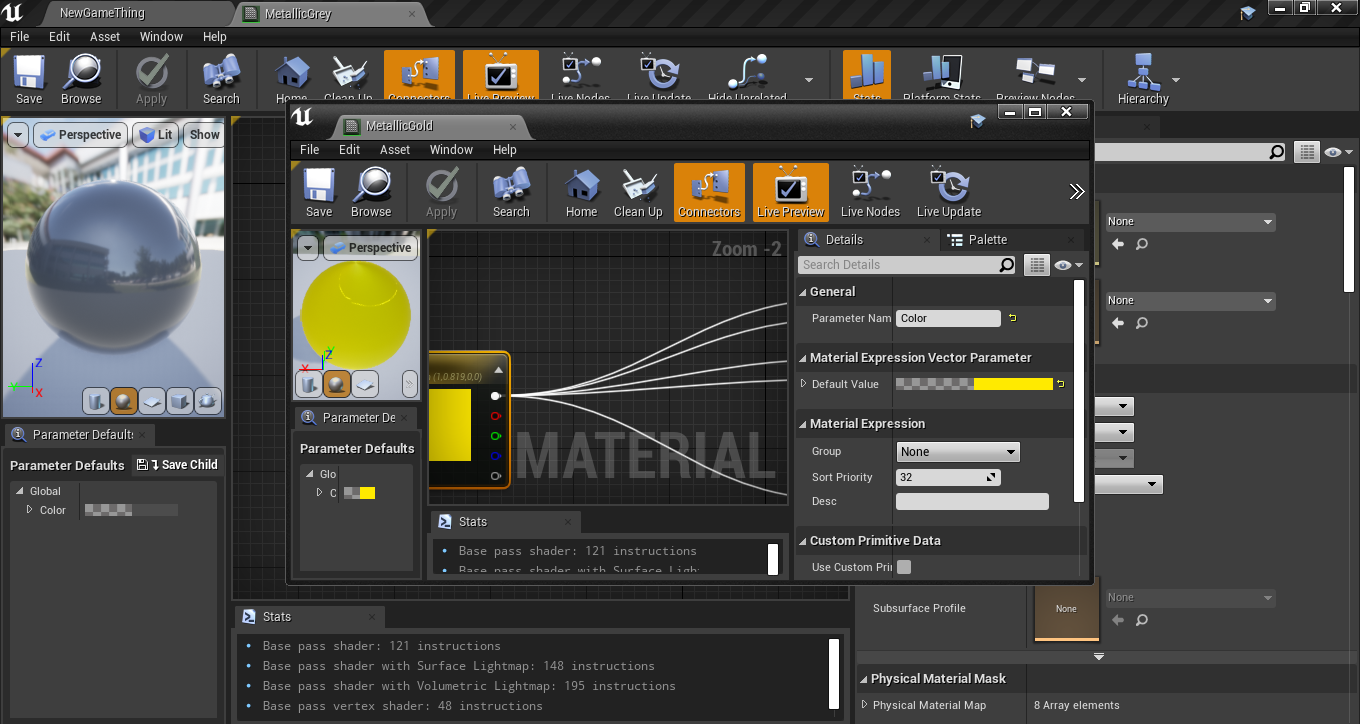 NewGameThing
MetallicGrey
File Edit Asset Window Help
Save Browse Apply Search Home Clean Up Connectors Live Preview Live Nodes Live Update Hide Unrelated Stats Platform Stats Preview Nodes Hierarchy
Perspective Lit Show
Z
X
Parameter Defaults
Parameter Defaults Save Child
Global
Color
MetallicGold
File Edit Asset Window Help
Save Browse Apply Search Home Clean Up Connectors Live Preview Live Nodes Live Update
Perspective
Z
Y
X
Parameter De
Parameter Defaults
Glo
C
Zoom -2
(1,0.819,0,0)
MATERIAL
Stats
Base pass shader: 121 instructions
Base pass shader with Surface Ligh
Details Palette
Search Details
General
Parameter Nam Color
Material Expression Vector Parameter
Default Value
Material Expression
Group None
Sort Priority 32
Desc
Custom Primitive Data
Use Custom Pri
None
None
Stats
Base pass shader: 121 instructions
Base pass shader with Surface Lightmap: 148 instructions
Base pass shader with Volumetric Lightmap: 195 instructions
Base pass vertex shader: 48 instructions
Subsurface Profile None None
Physical Material Mask
Physical Material Map 8 Array elements